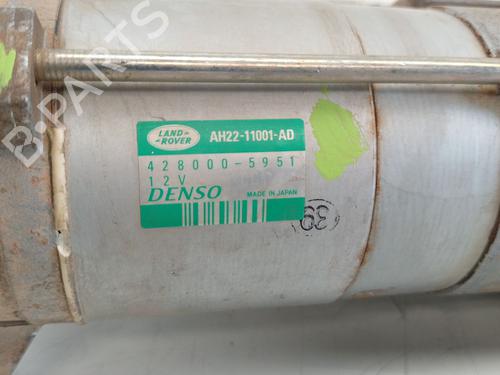 LAND-
ROVER
AH22-11001-AD
428000-5951
12V
DENSO
MADE IN JAPAN
39
B-PARTS